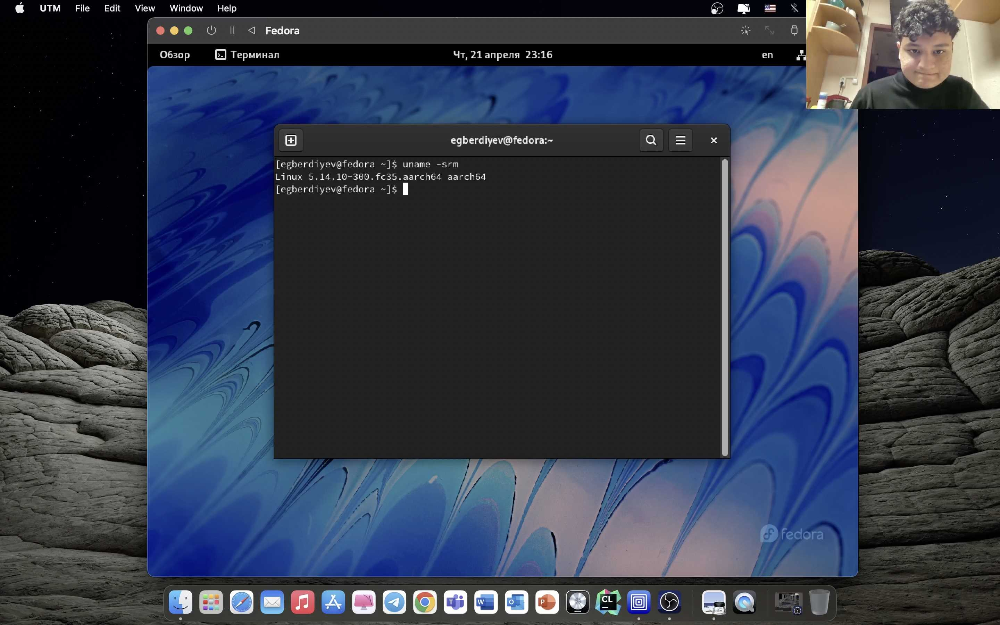 UTM File Edit View Window Help
Fedora
Обзор Терминал Чт, 21 апреля 23:16 en
egberdiyev@fedora:~
[egberdiyev@fedora ~]$ uname -srm
Linux 5.14.10-300.fc35.aarch64 aarch64
[egberdiyev@fedora ~]$
fedora
T W O P CL